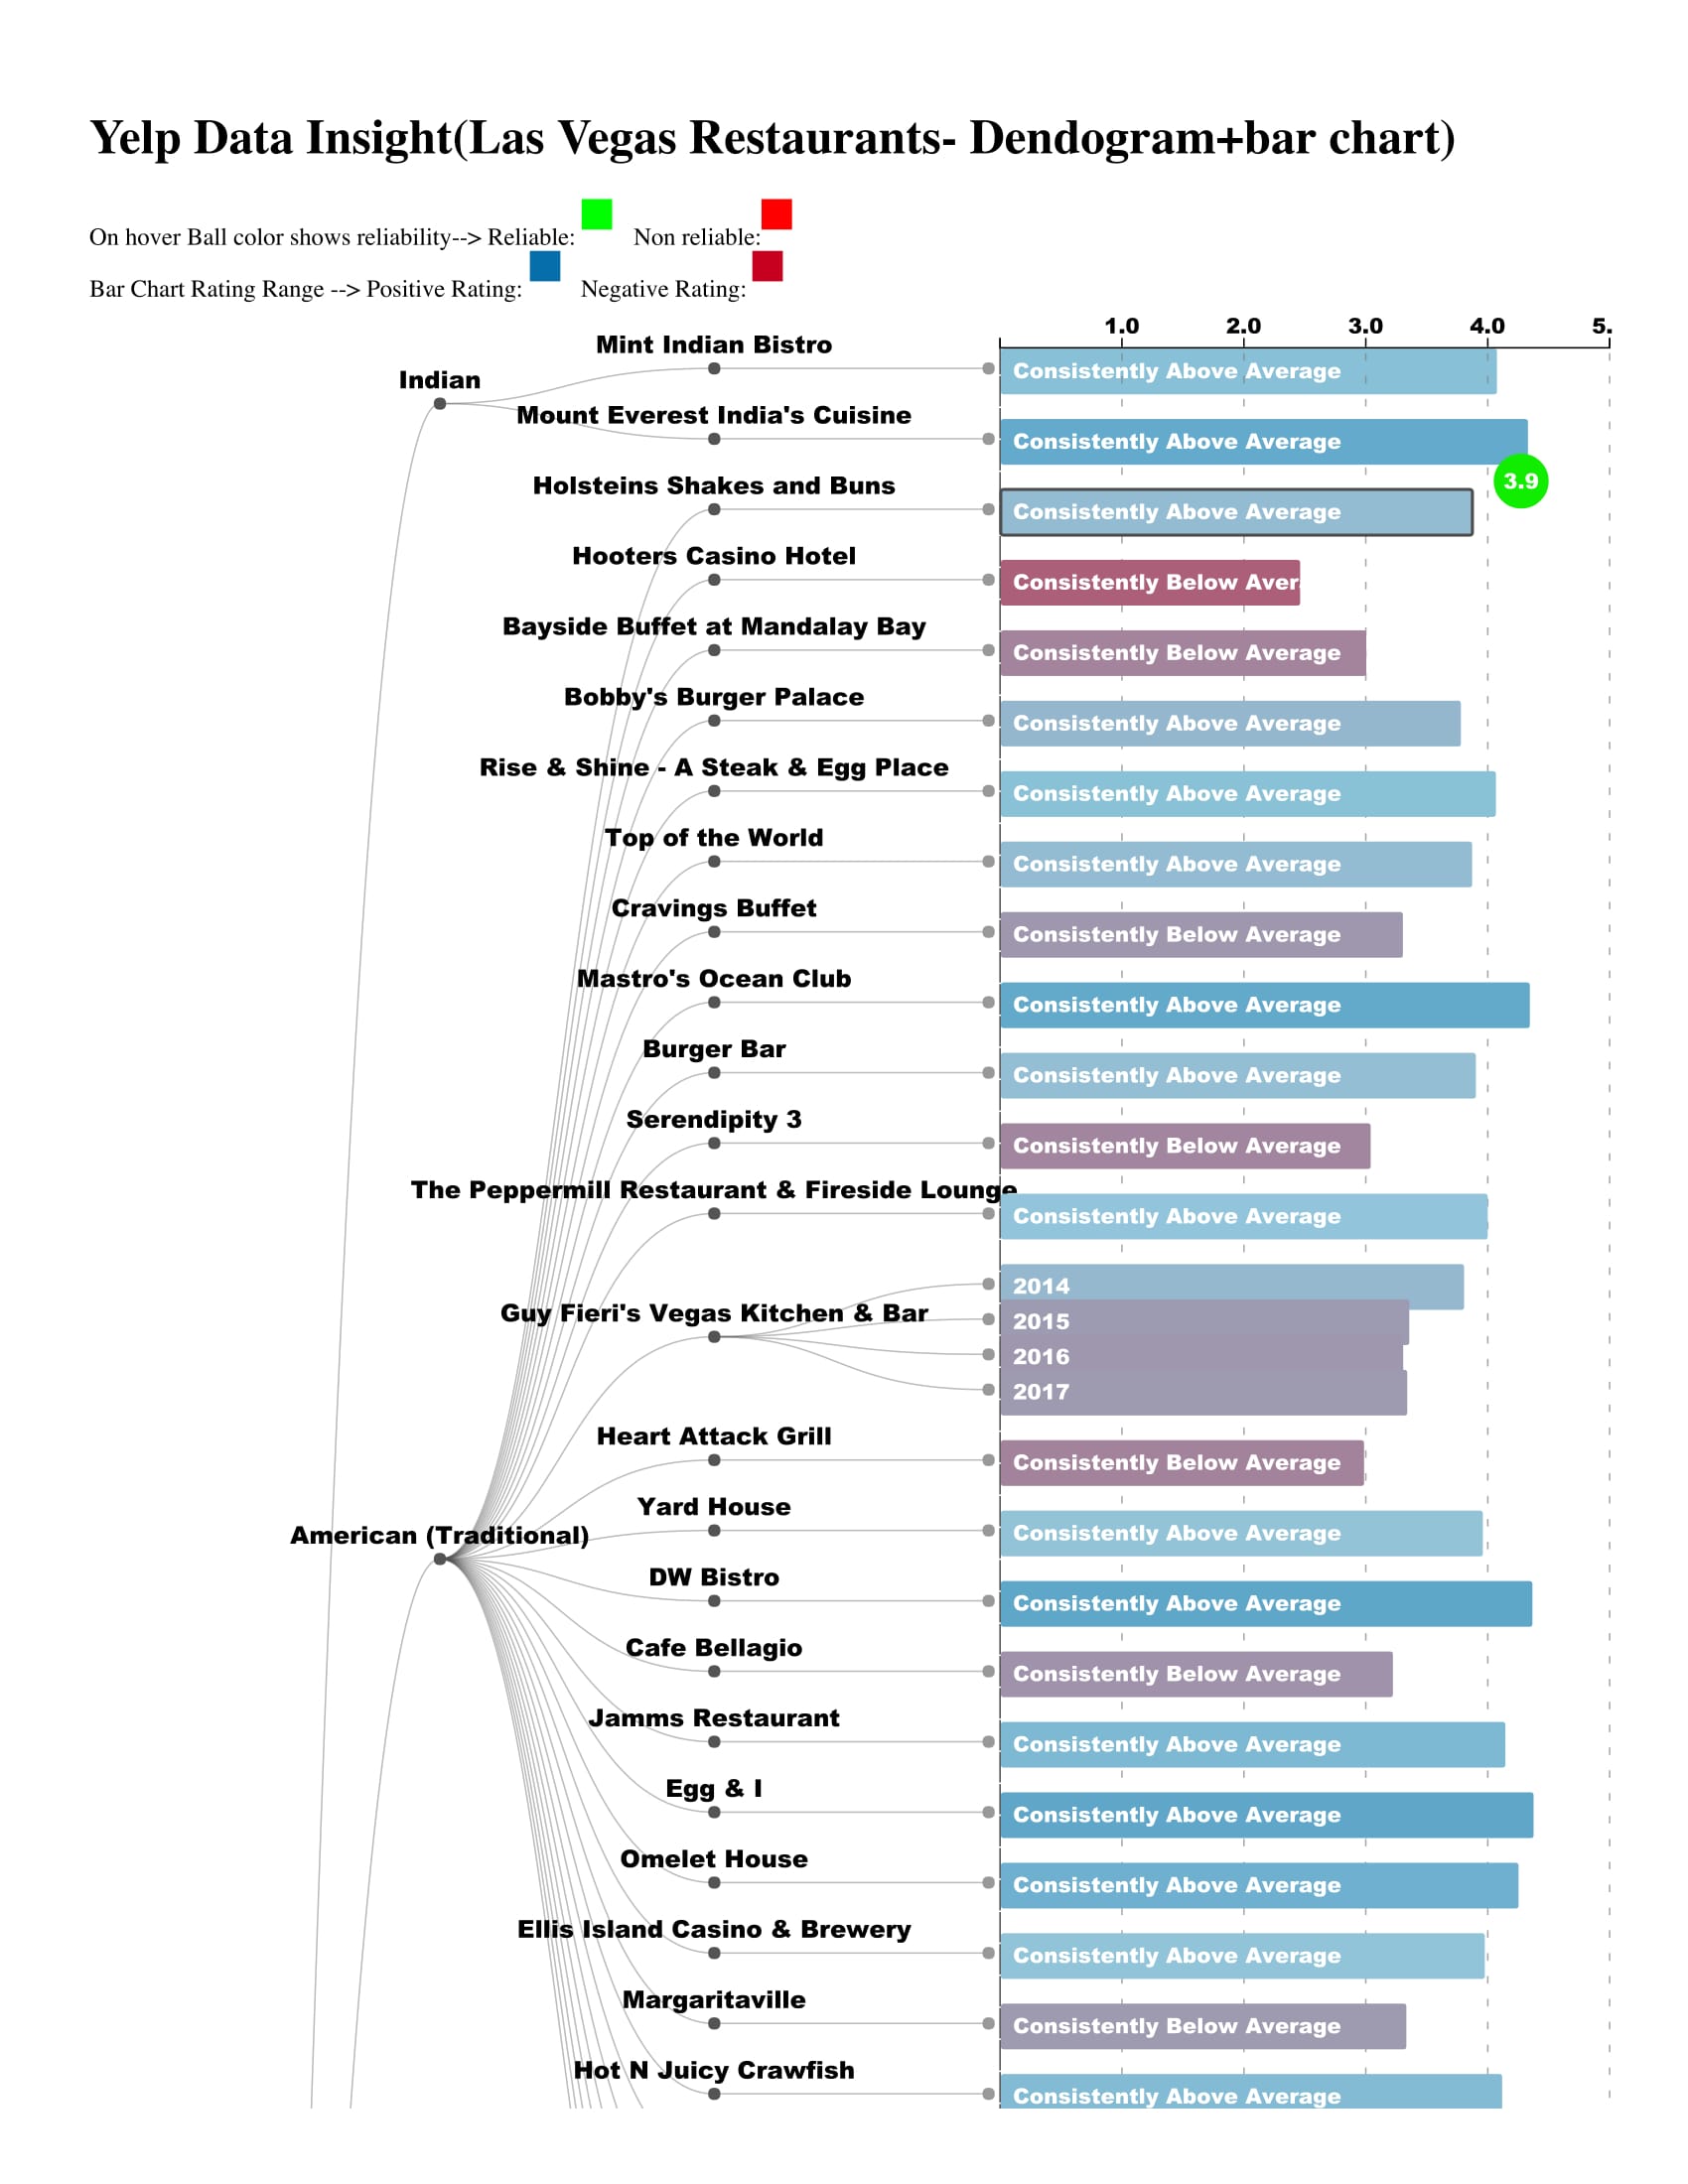 Yelp Data Insight(Las Vegas Restaurants- Dendogram+bar chart)
On hover Ball color shows reliability--> Reliable: Non reliable:
Bar Chart Rating Range --> Positive Rating: Negative Rating:
1.0 2.0 3.0 4.0 5.
Mint Indian Bistro
Consistently Above Average
Indian
Mount Everest India's Cuisine
Consistently Above Average
3.9
Holsteins Shakes and Buns
Consistently Above Average
Hooters Casino Hotel
Consistently Below Aver
Bayside Buffet at Mandalay Bay
Consistently Below Average
Bobby's Burger Palace
Consistently Above Average
Rise & Shine - A Steak & Egg Place
Consistently Above Average
Top of the World
Consistently Above Average
Cravings Buffet
Consistently Below Average
Mastro's Ocean Club
Consistently Above Average
Burger Bar
Consistently Above Average
Serendipity 3
Consistently Below Average
The Peppermill Restaurant & Fireside Lounge
Consistently Above Average
Guy Fieri's Vegas Kitchen & Bar
2014
2015
2016
2017
Heart Attack Grill
Consistently Below Average
Yard House
Consistently Above Average
American (Traditional)
DW Bistro
Consistently Above Average
Cafe Bellagio
Consistently Below Average
Jamms Restaurant
Consistently Above Average
Egg & I
Consistently Above Average
Omelet House
Consistently Above Average
Ellis Island Casino & Brewery
Consistently Above Average
Margaritaville
Consistently Below Average
Hot N Juicy Crawfish
Consistently Above Average